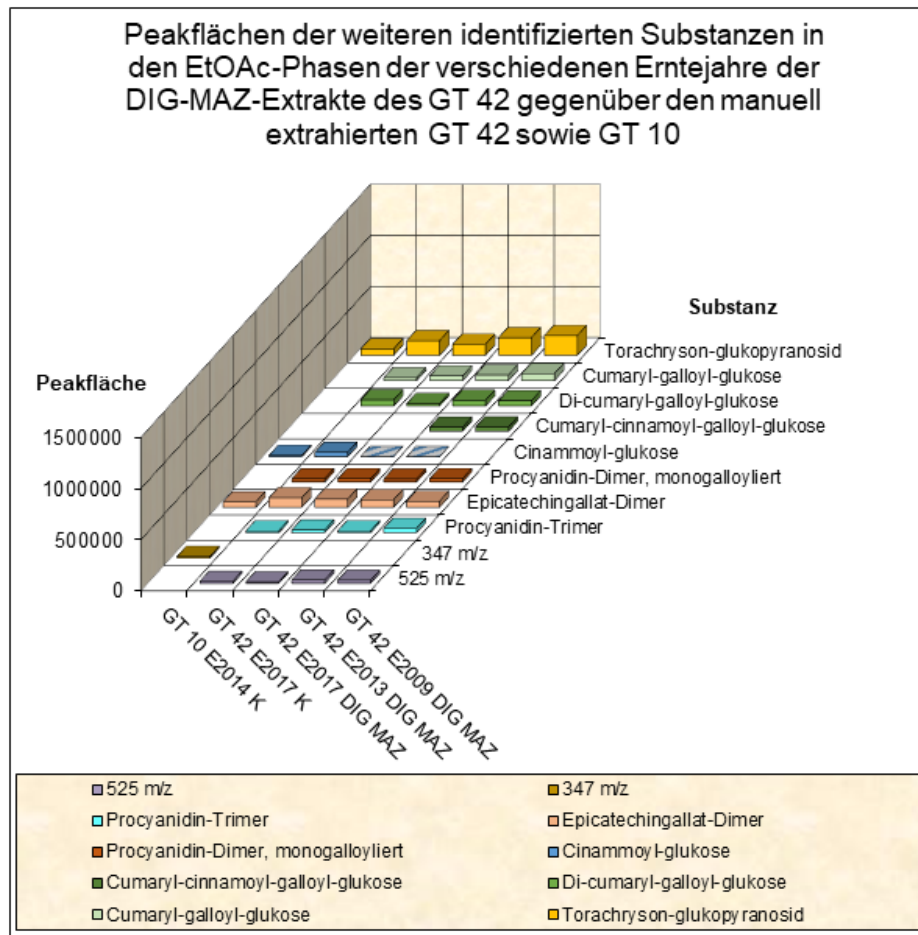 Peakflächen der weiteren identifizierten Substanzen in
den EtOAc-Phasen der verschiedenen Erntejahre der
DIG-MAZ-Extrakte des GT 42 gegenüber den manuell
extrahierten GT 42 sowie GT 10
Substanz
Torachryson-glukopyranosid
Cumaryl-galloyl-glukose
Di-cumaryl-galloyl-glukose
Cumaryl-cinnamoyl-galloyl-glukose
Cinammoyl-glukose
Procyanidin-Dimer, monogalloyliert
Epicatechingallat-Dimer
Procyanidin-Trimer
347 m/z
525 m/z
Peakfläche
1500000
1000000
500000
0
GT 10 E2014 K
GT 42 E2017 K
GT 42 E2017 DIG MAZ
GT 42 E2013 DIG MAZ
GT 42 E2009 DIG MAZ
525 m/z
347 m/z
Procyanidin-Trimer
Epicatechingallat-Dimer
Procyanidin-Dimer, monogalloyliert
Cinammoyl-glukose
Cumaryl-cinnamoyl-galloyl-glukose
Di-cumaryl-galloyl-glukose
Cumaryl-galloyl-glukose
Torachryson-glukopyranosid